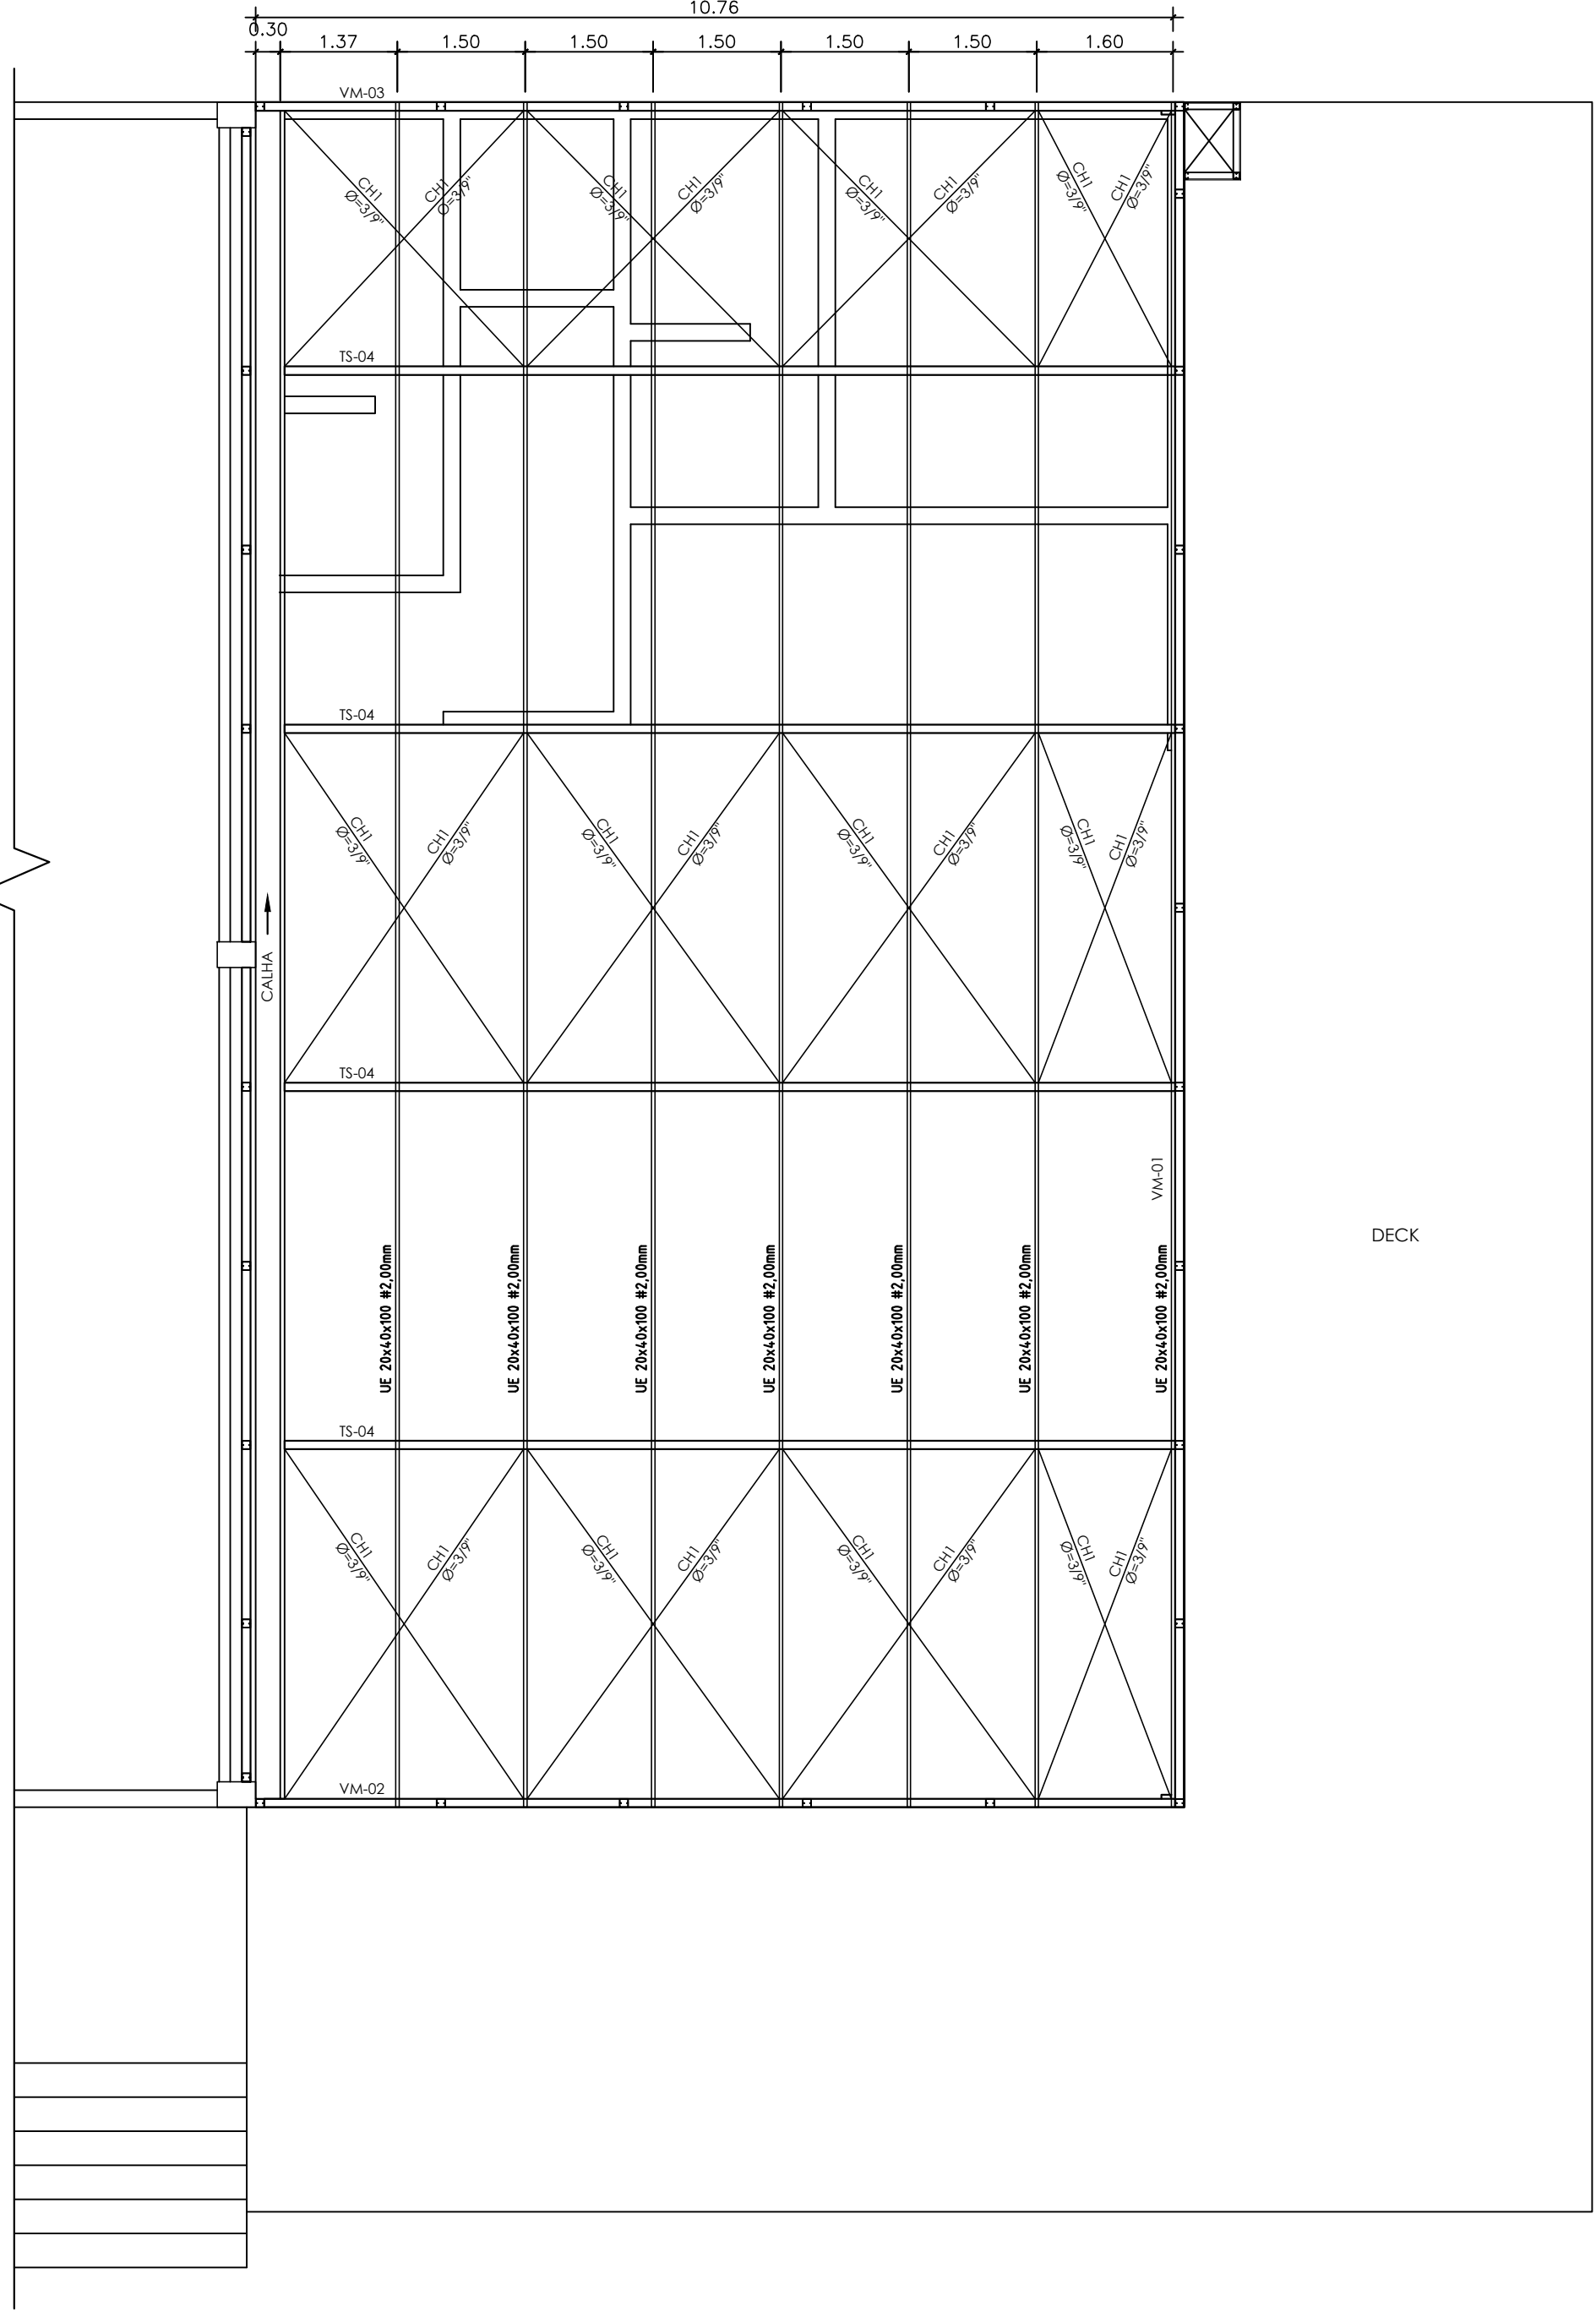 10.76
0.30
1.37
1.50
1.50
1.50
1.50
1.50
1.60
VM-03
CH1
Ø=3/9"
CH1
Ø=3/9"
CH1
Ø=3/9"
CH1
Ø=3/9"
CH1
Ø=3/9"
CH1
Ø=3/9"
CH1
Ø=3/9"
CH1
Ø=3/9"
TS-04
TS-04
CH1
Ø=3/9"
CH1
Ø=3/9"
CH1
Ø=3/9"
CH1
Ø=3/9"
CH1
Ø=3/9"
CH1
Ø=3/9"
CH1
Ø=3/9"
CH1
Ø=3/9"
CALHA
TS-04
VM-01
DECK
UE 20x40x100 #2,00mm
UE 20x40x100 #2,00mm
UE 20x40x100 #2,00mm
UE 20x40x100 #2,00mm
UE 20x40x100 #2,00mm
UE 20x40x100 #2,00mm
UE 20x40x100 #2,00mm
TS-04
CH1
Ø=3/9"
CH1
Ø=3/9"
CH1
Ø=3/9"
CH1
Ø=3/9"
CH1
Ø=3/9"
CH1
Ø=3/9"
CH1
Ø=3/9"
CH1
Ø=3/9"
VM-02